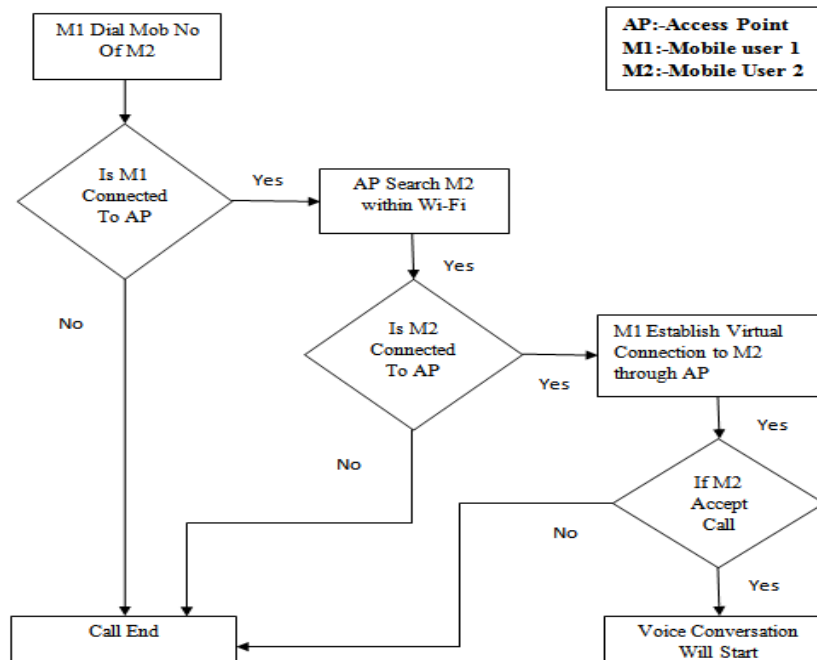 M1 Dial Mob No
Of M2
AP:-Access Point
M1:-Mobile user 1
M2:-Mobile User 2
Is M1
Connected
To AP
Yes
AP Search M2
within Wi-Fi
Yes
No
Is M2
Connected
To AP
Yes
M1 Establish Virtual
Connection to M2
through AP
Yes
No
If M2
Accept
Call
No
Yes
Call End
Voice Conversation
Will Start